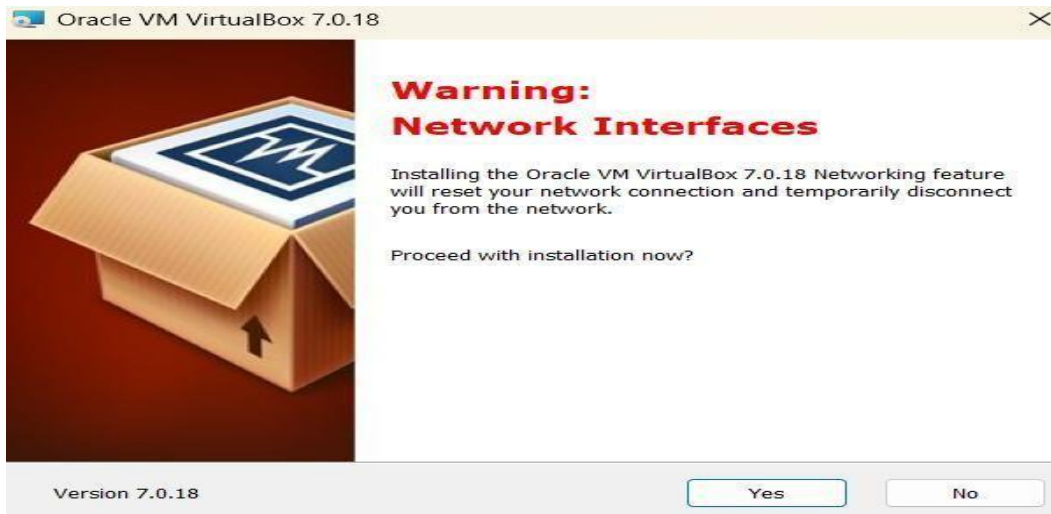 Oracle VM VirtualBox 7.0.18
Warning:
Network Interfaces
Installing the Oracle VM VirtualBox 7.0.18 Networking feature
will reset your network connection and temporarily disconnect
you from the network.
Proceed with installation now?
Version 7.0.18
Yes
No